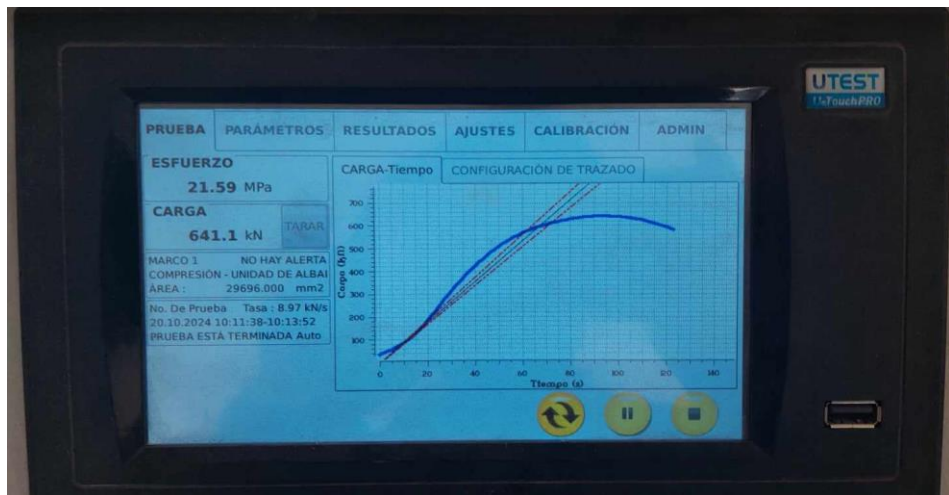 UTEST
UTouchPRO
PRUEBA PARÁMETROS RESULTADOS AJUSTES CALIBRACIÓN ADMIN
ESFUERZO
21.59 MPa
CARGA
641.1 kN TARAR
MARCO 1 NO HAY ALERTA
COMPRESIÓN - UNIDAD DE ALBAI
ÁREA : 29696.000 mm2
No. De Prueba Tasa : 8.97 kN/s
20.10.2024 10:11:38-10:13:52
PRUEBA ESTÁ TERMINADA Auto
CARGA-Tiempo CONFIGURACIÓN DE TRAZADO
700
600
500
400
300
200
100
0 20 40 60 80 100 120 140
Tiempo (s)